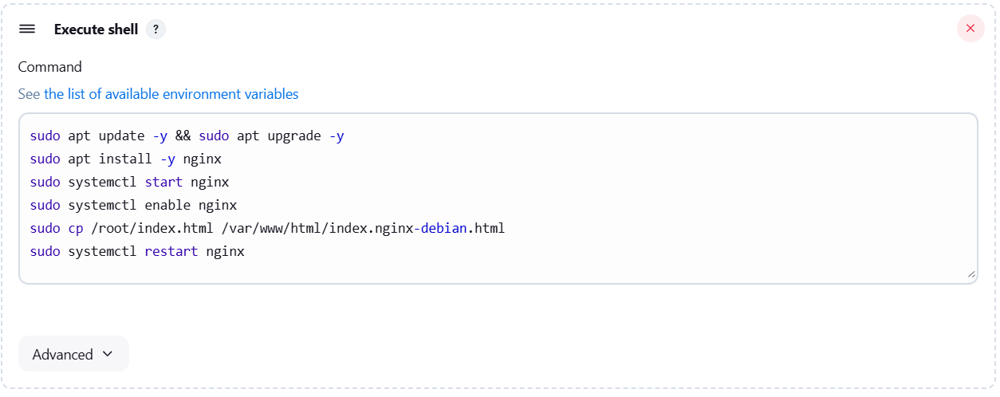 Execute shell ?
Command
See the list of available environment variables
sudo apt update -y && sudo apt upgrade -y
sudo apt install -y nginx
sudo systemctl start nginx
sudo systemctl enable nginx
sudo cp /root/index.html /var/www/html/index.nginx-debian.html
sudo systemctl restart nginx
Advanced